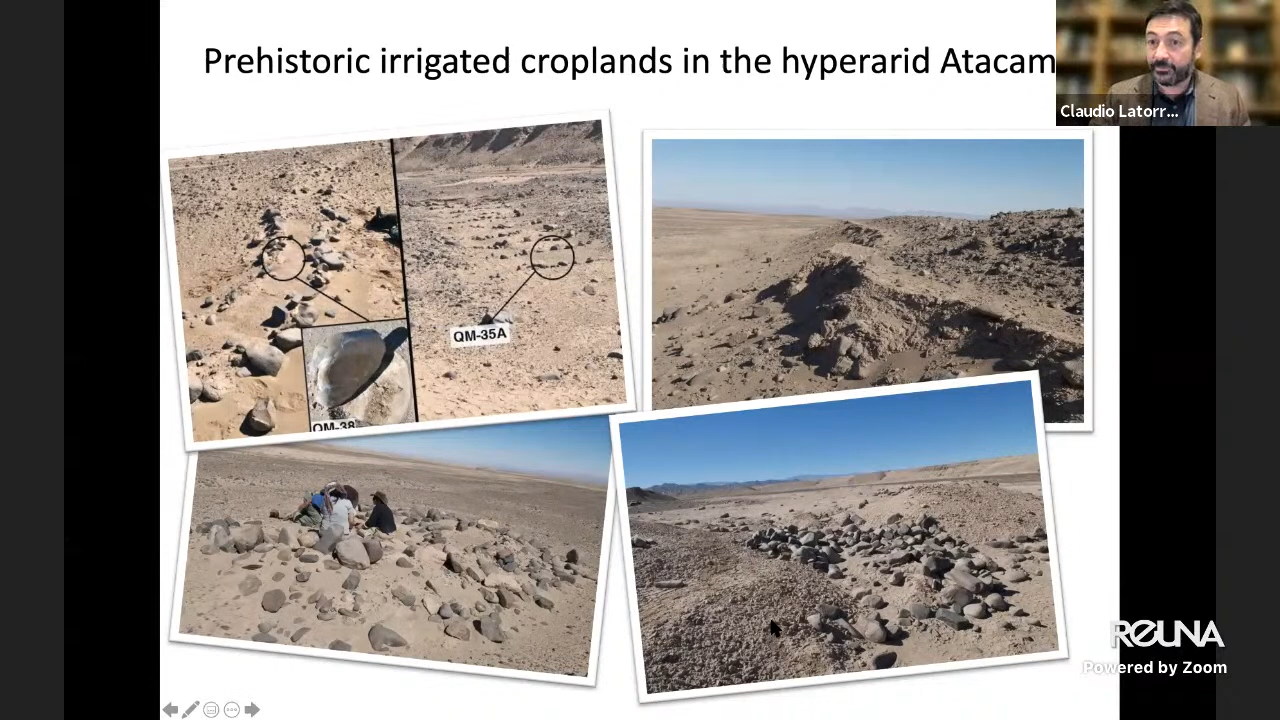 Prehistoric irrigated croplands in the hyperarid Atacam
Claudio Latorr...
QM-35A
QM-38
REUNA
Powered by Zoom